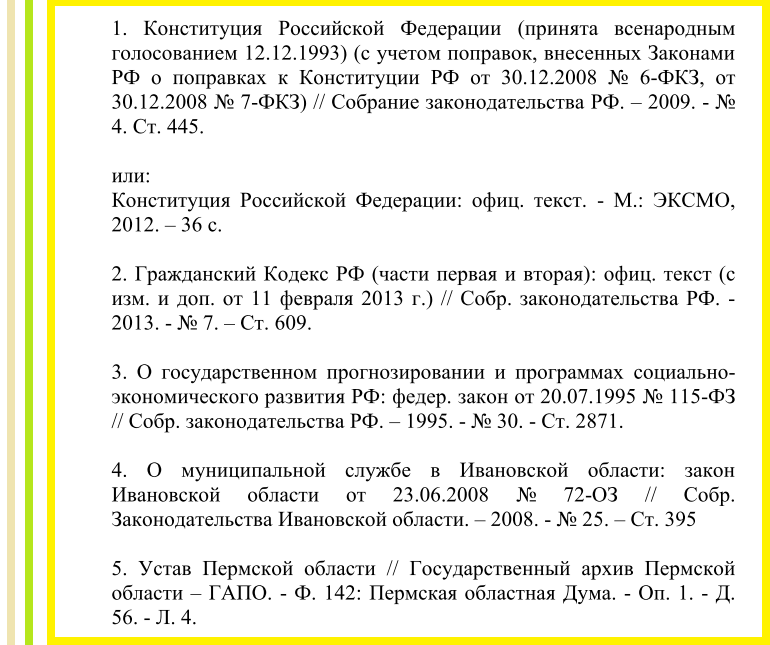 1. Конституция Российской Федерации (принята всенародным
голосованием 12.12.1993) (с учетом поправок, внесенных Законами
РФ о поправках к Конституции РФ от 30.12.2008 № 6-ФКЗ, от
30.12.2008 № 7-ФКЗ) // Собрание законодательства РФ. – 2009. - №
4. Ст. 445.
или:
Конституция Российской Федерации: офиц. текст. - М.: ЭКСМО,
2012. – 36 с.
2. Гражданский Кодекс РФ (части первая и вторая): офиц. текст (с
изм. и доп. от 11 февраля 2013 г.) // Собр. законодательства РФ. -
2013. - № 7. – Ст. 609.
3. О государственном прогнозировании и программах социально-
экономического развития РФ: федер. закон от 20.07.1995 № 115-ФЗ
// Собр. законодательства РФ. – 1995. - № 30. - Ст. 2871.
4. О муниципальной службе в Ивановской области: закон
Ивановской области от 23.06.2008 № 72-ОЗ // Собр.
Законодательства Ивановской области. – 2008. - № 25. – Ст. 395
5. Устав Пермской области // Государственный архив Пермской
области – ГАПО. - Ф. 142: Пермская областная Дума. - Оп. 1. - Д.
56. - Л. 4.